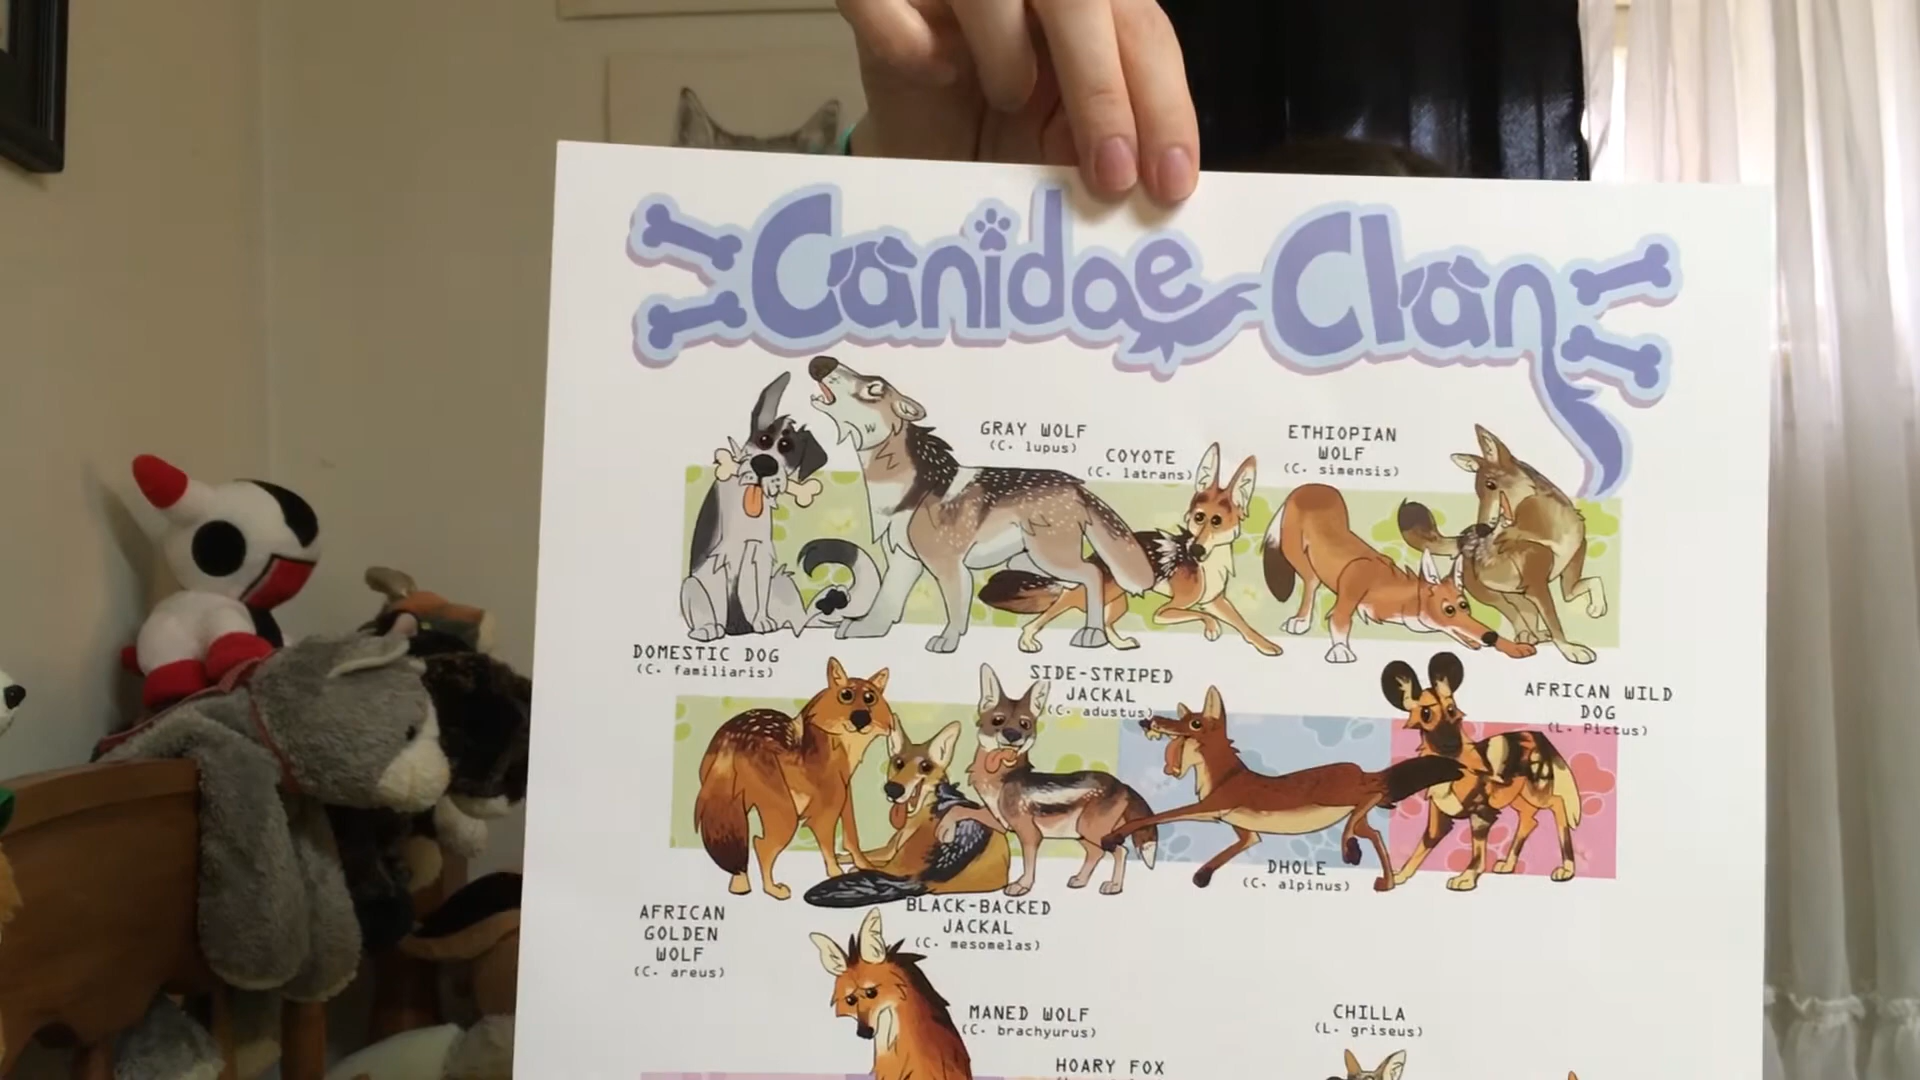 Canidae Clan
GRAY WOLF
(C. lupus)
COYOTE
(C. latrans)
ETHIOPIAN
WOLF
(C. simensis)
DOMESTIC DOG
(C. familiaris)
SIDE-STRIPED
JACKAL
(C. adustus)
AFRICAN WILD
DOG
(L. Pictus)
DHOLE
(C. alpinus)
AFRICAN
GOLDEN
WOLF
(C. areus)
BLACK-BACKED
JACKAL
(C. mesomelas)
MANED WOLF
(C. brachyurus)
CHILLA
(L. griseus)
HOARY FOX